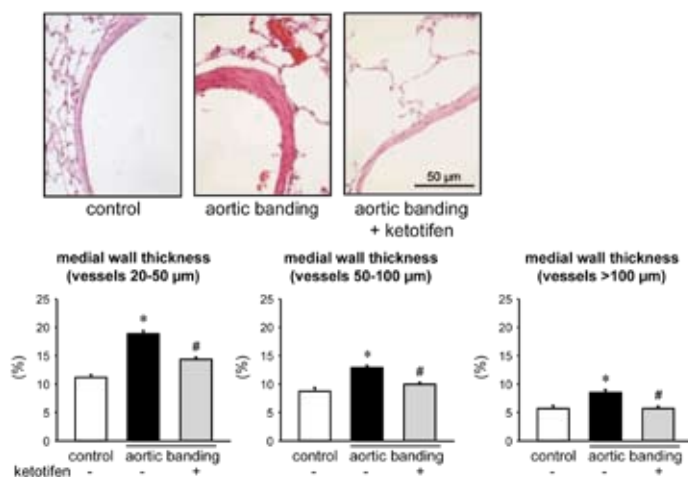 50 µm
control
aortic banding
aortic banding
+ ketotifen
medial wall thickness
(vessels 20-50 µm)
25
20
15
10
5
0
(%)
*
#
control
aortic banding
ketotifen
-
-
+
medial wall thickness
(vessels 50-100 µm)
25
20
15
10
5
0
(%)
*
#
control
aortic banding
-
-
+
medial wall thickness
(vessels >100 µm)
25
20
15
10
5
0
(%)
*
#
control
aortic banding
-
-
+